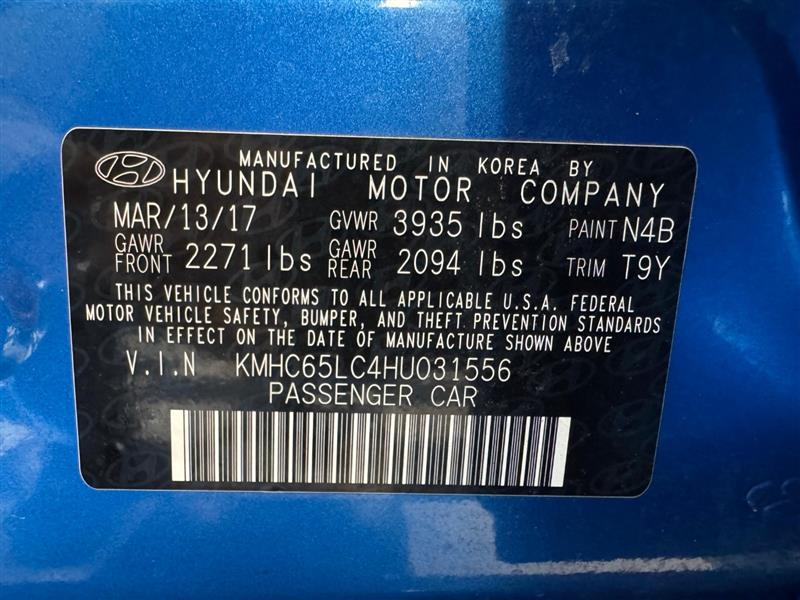 MANUFACTURED IN KOREA BY
HYUNDAI MOTOR COMPANY
MAR/13/17 GVWR 3935 lbs PAINT N4B
GAWR FRONT 2271 lbs GAWR REAR 2094 lbs TRIM T9Y
THIS VEHICLE CONFORMS TO ALL APPLICABLE U.S.A. FEDERAL
MOTOR VEHICLE SAFETY, BUMPER, AND THEFT PREVENTION STANDARDS
IN EFFECT ON THE DATE OF MANUFACTURE SHOWN ABOVE
V.I.N KMHC65LC4HU031556
PASSENGER CAR